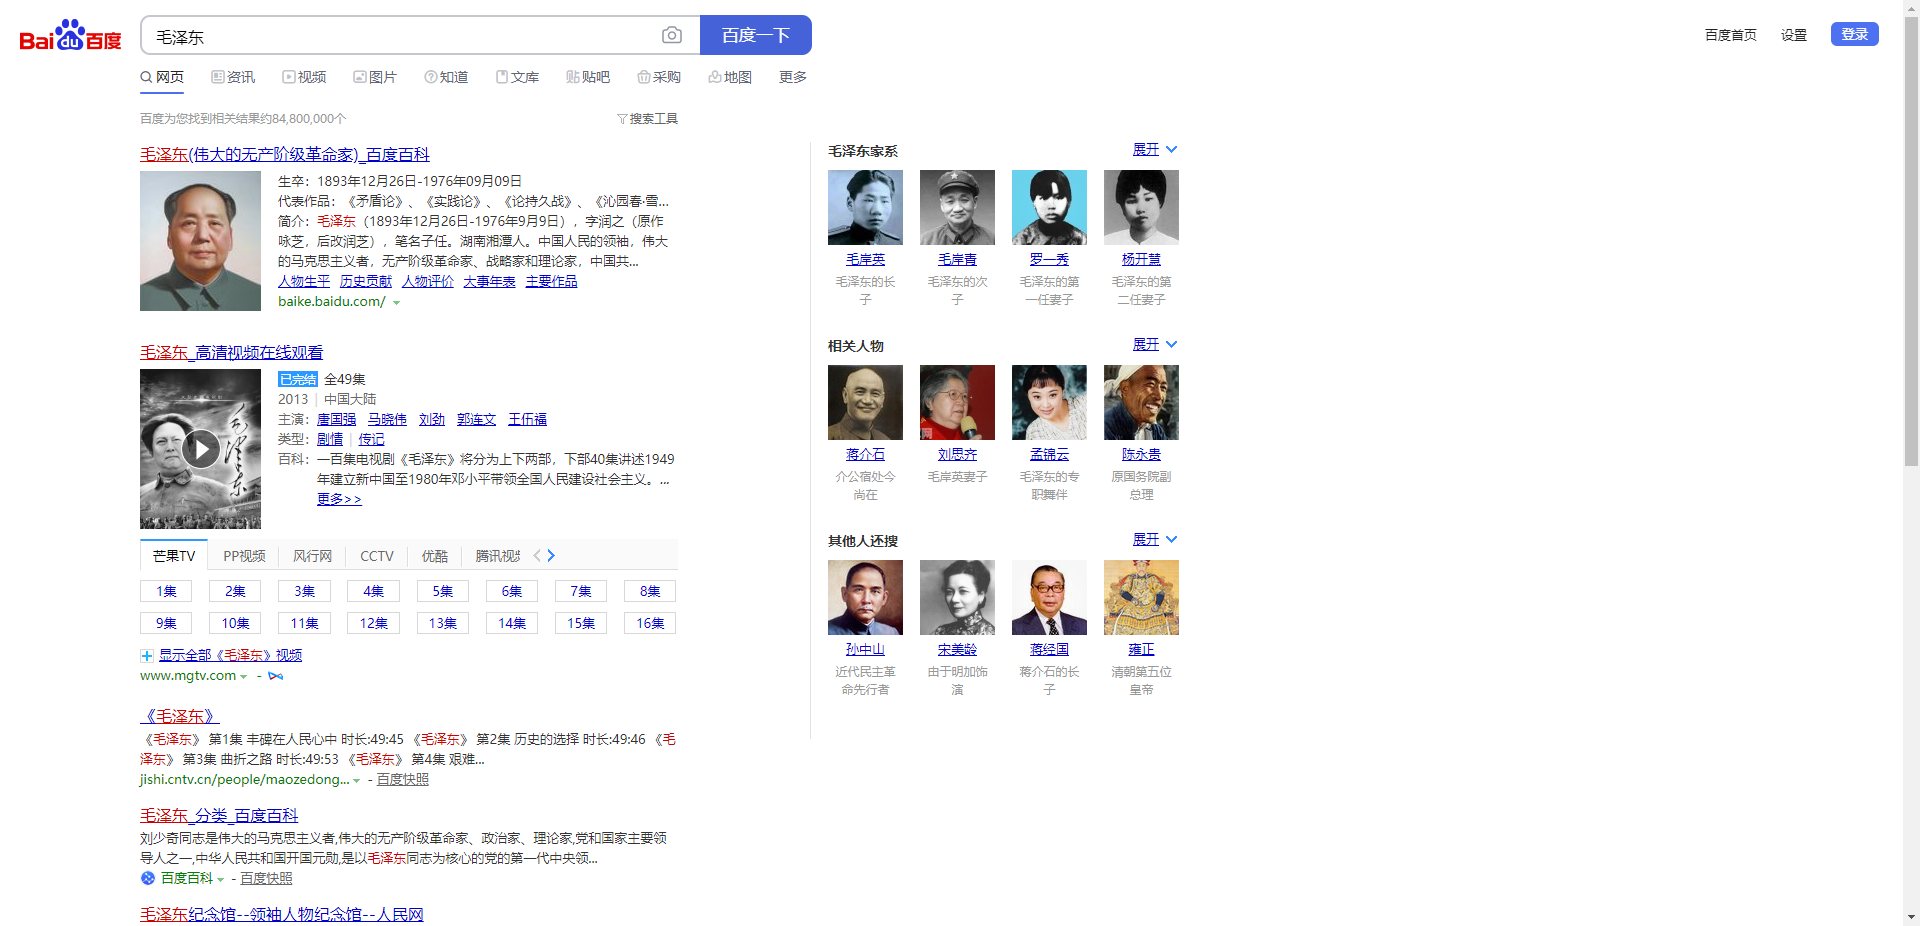 Bai du 百度
毛泽东
百度一下
百度首页 设置 登录
网页 资讯 视频 图片 知道 文库 贴吧 采购 地图 更多
百度为您找到相关结果约84,800,000个
搜索工具
毛泽东(伟大的无产阶级革命家)_百度百科
生卒：1893年12月26日-1976年09月09日
代表作品：《矛盾论》、《实践论》、《论持久战》、《沁园春·雪...
简介：毛泽东（1893年12月26日-1976年9月9日），字润之（原作
咏芝，后改润芝），笔名子任。湖南湘潭人。中国人民的领袖，伟大
的马克思主义者，无产阶级革命家、战略家和理论家，中国共...
人物生平 历史贡献 人物评价 大事年表 主要作品
baike.baidu.com/
毛泽东_高清视频在线观看
已完结 全49集
2013 | 中国大陆
主演：唐国强 马晓伟 刘劲 郭连文 王伍福
类型：剧情 | 传记
百科：一百集电视剧《毛泽东》将分为上下两部，下部40集讲述1949
年建立新中国至1980年邓小平带领全国人民建设社会主义。...
更多>>
毛泽东
芒果TV PP视频 风行网 CCTV 优酷 腾讯视频
1集 2集 3集 4集 5集 6集 7集 8集
9集 10集 11集 12集 13集 14集 15集 16集
显示全部《毛泽东》视频
www.mgtv.com -
《毛泽东》
《毛泽东》 第1集 丰碑在人民心中 时长:49:45 《毛泽东》 第2集 历史的选择 时长:49:46 《毛
泽东》 第3集 曲折之路 时长:49:53 《毛泽东》 第4集 艰难...
jishi.cntv.cn/people/maozedong... - 百度快照
毛泽东_分类_百度百科
刘少奇同志是伟大的马克思主义者,伟大的无产阶级革命家、政治家、理论家,党和国家主要领
导人之一,中华人民共和国开国元勋,是以毛泽东同志为核心的党的第一代中央领...
百度百科 - 百度快照
毛泽东纪念馆--领袖人物纪念馆--人民网
毛泽东家系 展开
毛岸英 毛岸青 罗一秀 杨开慧
毛泽东的长 毛泽东的次 毛泽东的第 毛泽东的第
子 子 一任妻子 二任妻子
相关人物 展开
蒋介石 刘思齐 孟锦云 陈永贵
介公宿处今 毛岸英妻子 毛泽东的专 原国务院副
尚在 职舞伴 总理
其他人还搜 展开
孙中山 宋美龄 蒋经国 雍正
近代民主革 由于明加饰 蒋介石的长 清朝第五位
命先行者 演 子 皇帝